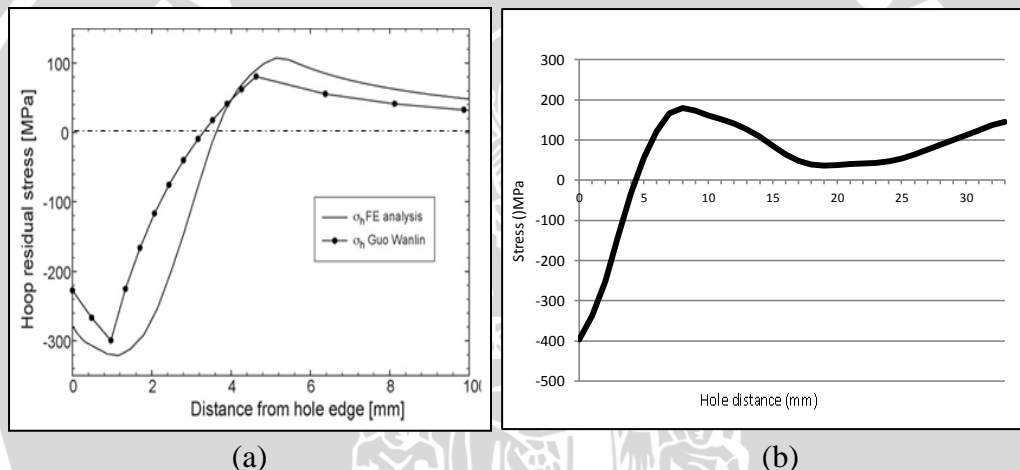 Hoop residual stress [MPa]
100
0
-100
-200
-300
σh FE analysis
σh Guo Wanlin
0 2 4 6 8 100
Distance from hole edge [mm]
(a)
Stress ()MPa
300
200
100
0
-100
-200
-300
-400
-500
0 5 10 15 20 25 30
Hole distance (mm)
(b)